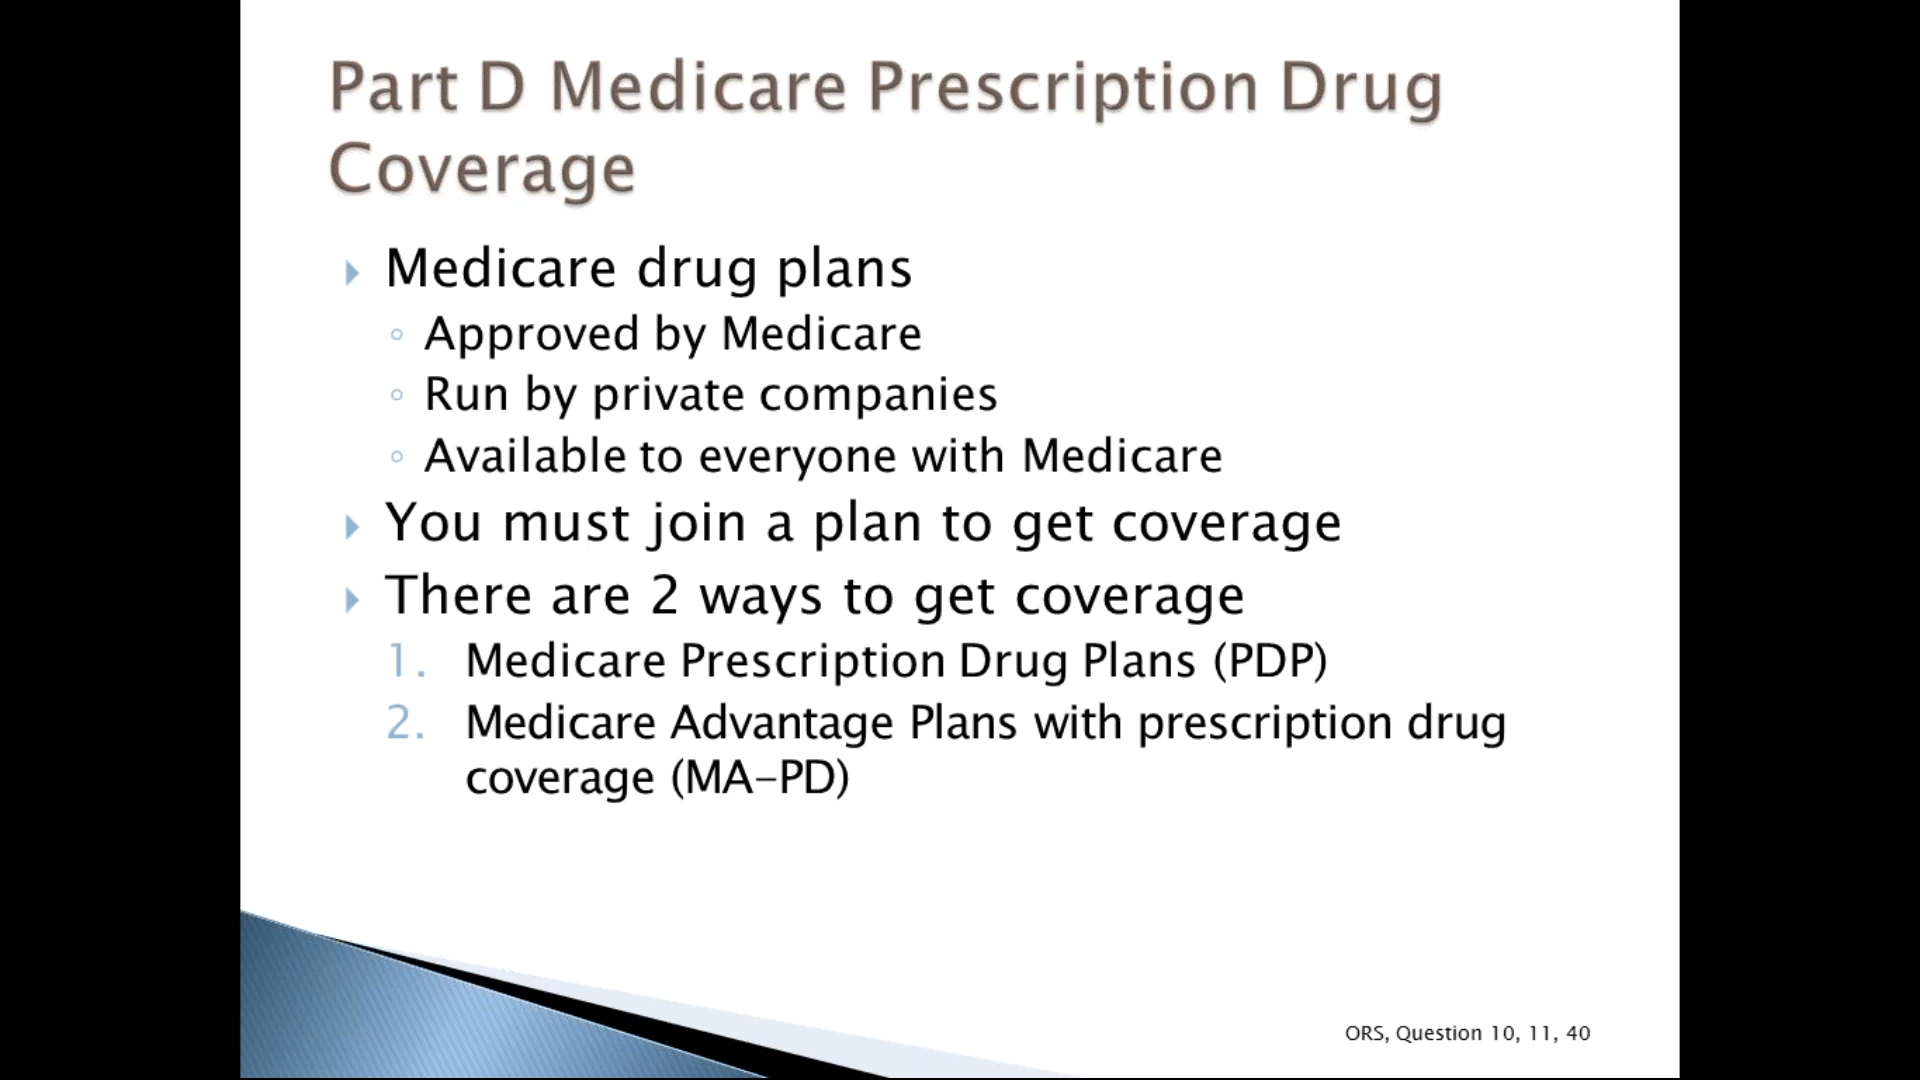 Part D Medicare Prescription Drug
Coverage
Medicare drug plans
Approved by Medicare
Run by private companies
Available to everyone with Medicare
You must join a plan to get coverage
There are 2 ways to get coverage
1. Medicare Prescription Drug Plans (PDP)
2. Medicare Advantage Plans with prescription drug
coverage (MA-PD)
ORS, Question 10, 11, 40